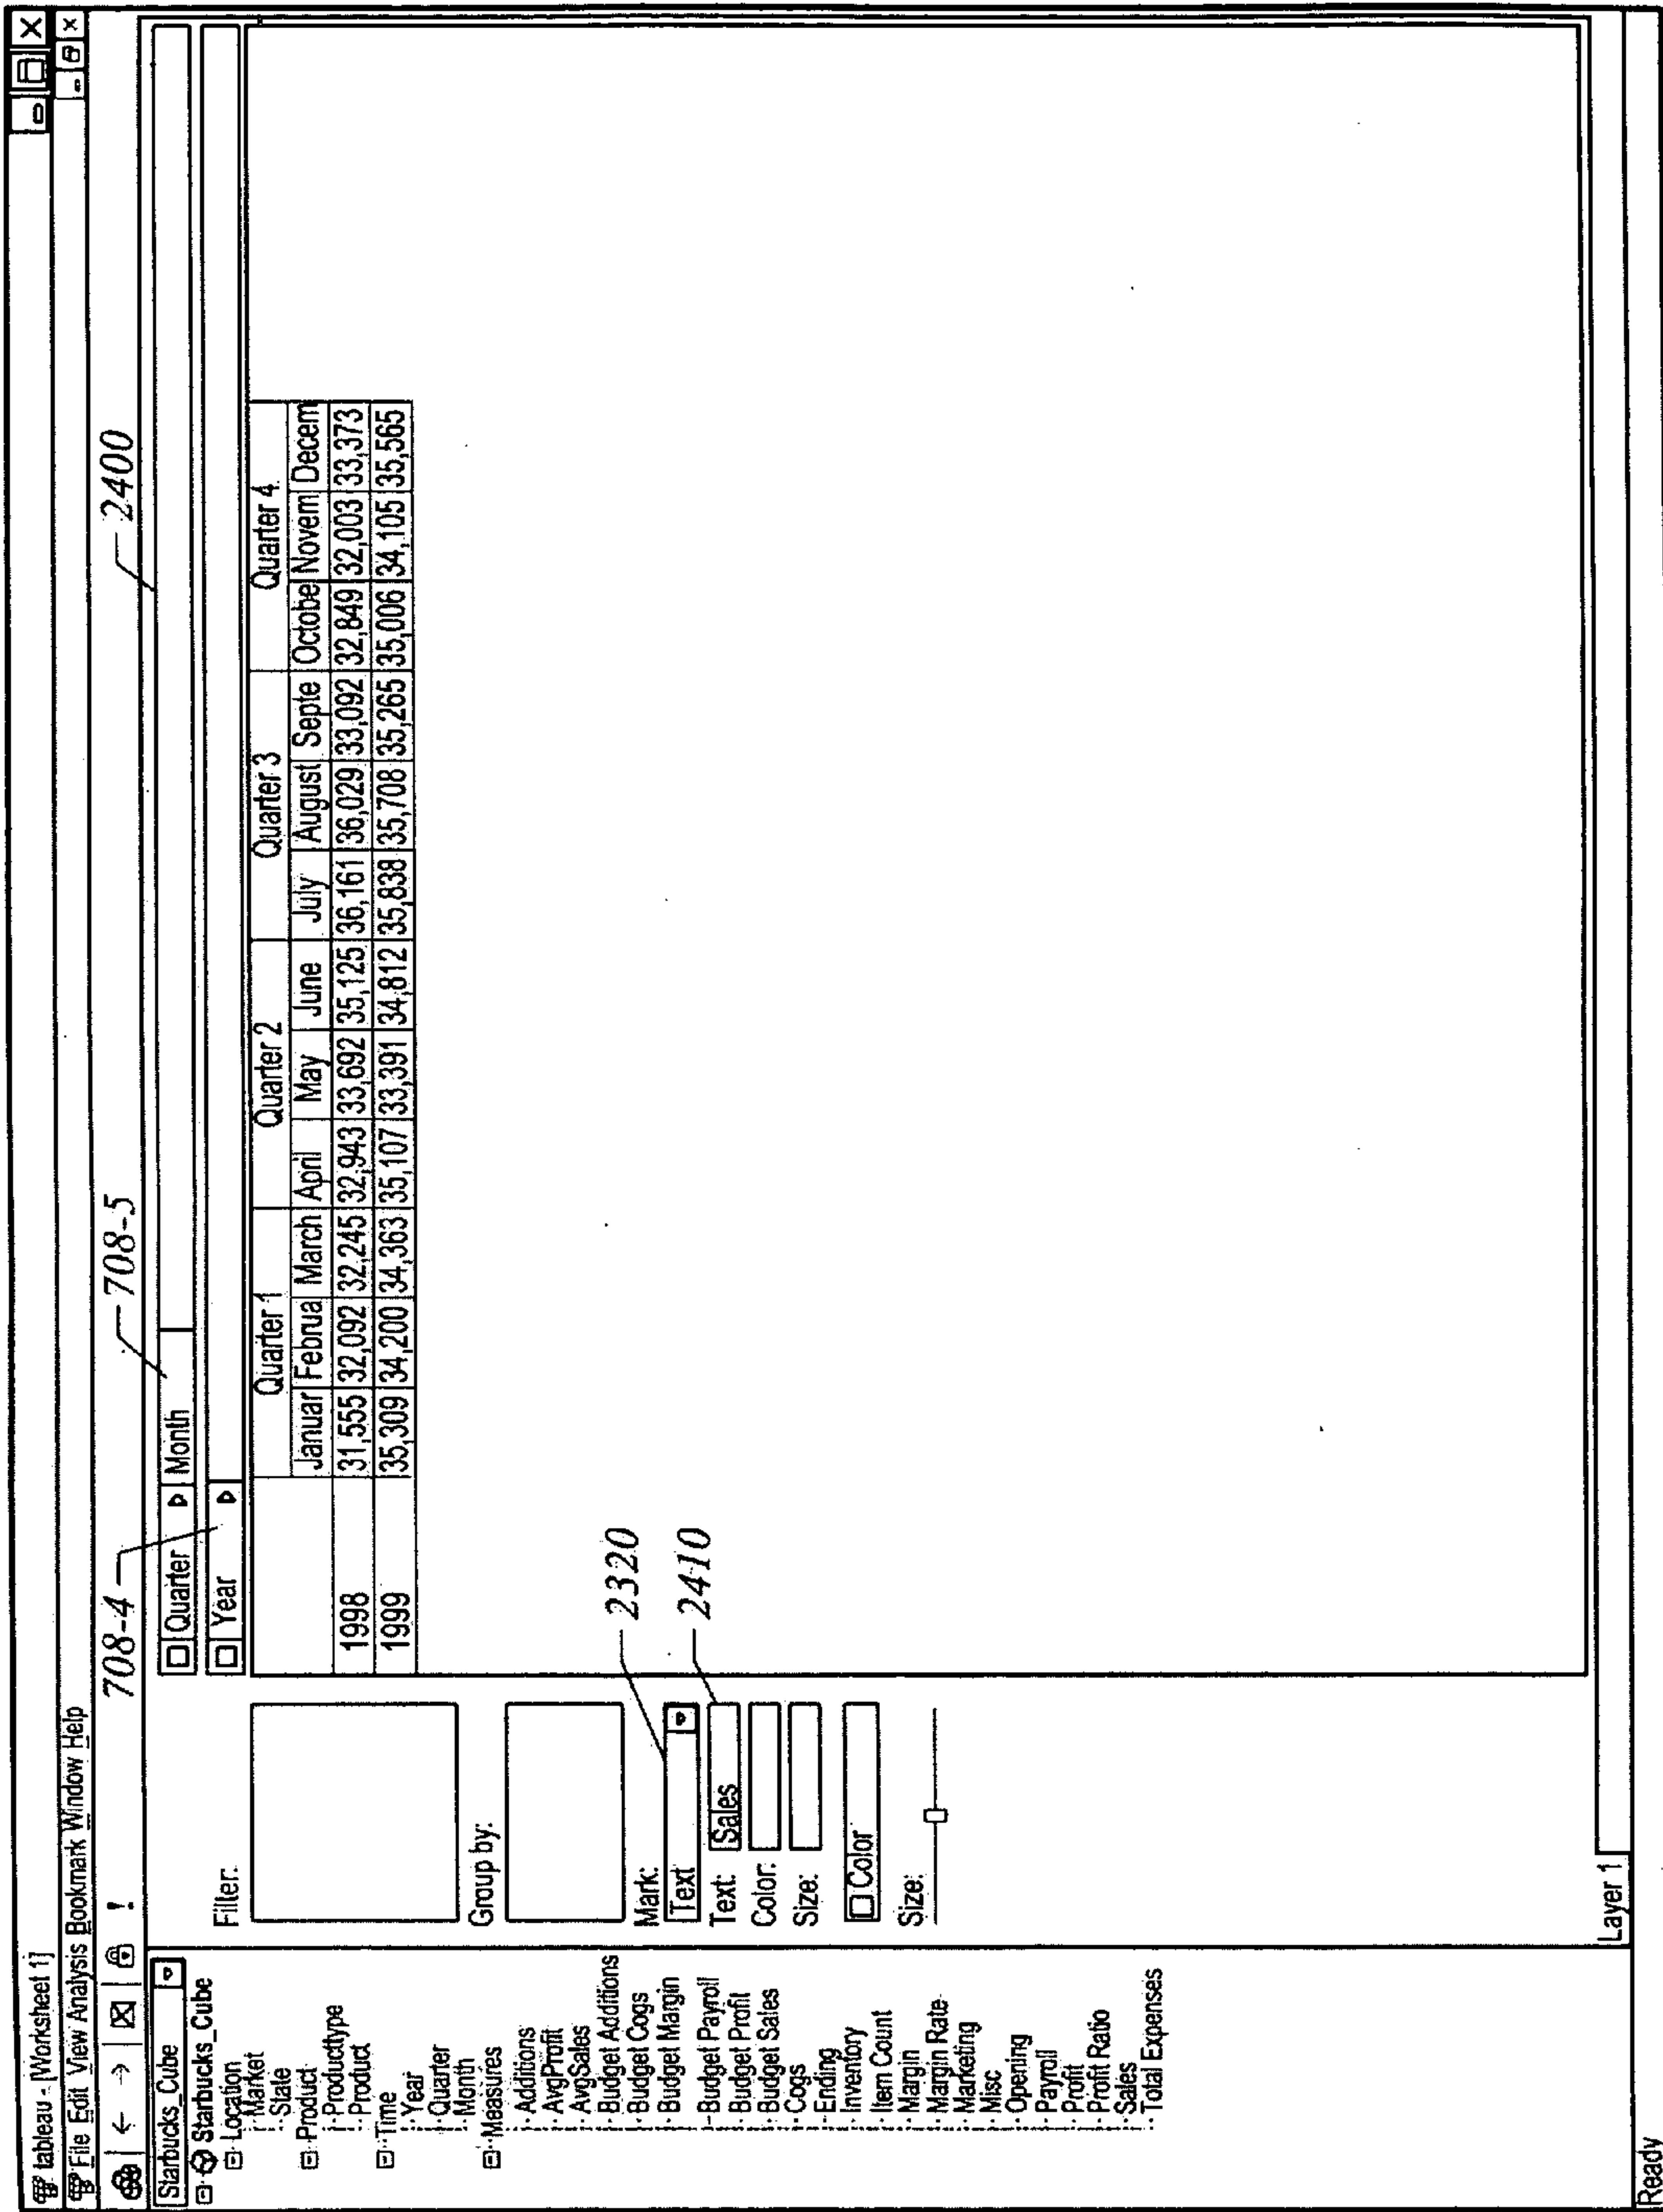 tableau - [Worksheet 1]
File Edit View Analysis Bookmark Window Help
708-4
708-5
2400
Starbucks_Cube
Starbucks_Cube
Location
Market
State
Product
Productype
Product
Time
Year
Quarter
Month
Measures
Additions
AvgProfit
AvgSales
Budget Additions
Budget Cogs
Budget Margin
Budget Payroll
Budget Profit
Budget Sales
Cogs
Ending
Inventory
Item Count
Margin
Margin Rate
Marketing
Misc
Opening
Payroll
Profit
Profit Ratio
Sales
Total Expenses
Filter:
Group by:
Mark:
Text
2320
Text: Sales
2410
Color:
Size:
Color
Size:
Quarter Month
Year
Quarter 1 Quarter 2 Quarter 3 Quarter 4
Januar Februa March April May June July August Septe Octobe Novem Decem
1998 31,555 32,092 32,245 32,943 33,692 35,125 36,161 36,029 33,092 32,849 32,003 33,373
1999 35,309 34,200 34,363 35,107 33,391 34,812 35,838 35,708 35,265 35,006 34,105 35,565
Layer 1
Ready